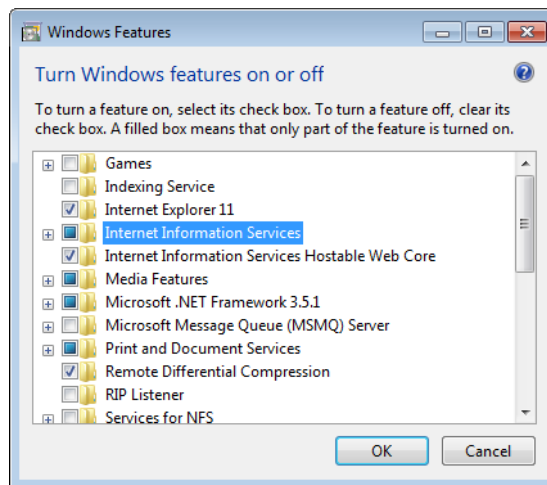 Windows Features
Turn Windows features on or off
To turn a feature on, select its check box. To turn a feature off, clear its
check box. A filled box means that only part of the feature is turned on.
Games
Indexing Service
Internet Explorer 11
Internet Information Services
Internet Information Services Hostable Web Core
Media Features
Microsoft .NET Framework 3.5.1
Microsoft Message Queue (MSMQ) Server
Print and Document Services
Remote Differential Compression
RIP Listener
Services for NFS
OK Cancel